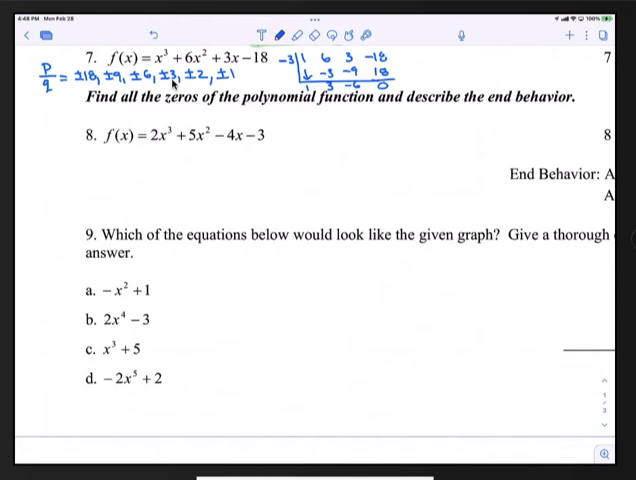 4:48 PM Mon Feb 28
100%
7. f(x) = x³ + 6x² + 3x – 18 -3| 1 6 3 -18
7
p/q = ±18, ±9, ±6, ±3, ±2, ±1
↓ -3 -9 18
1 3 -6 0
Find all the zeros of the polynomial function and describe the end behavior.
8. f(x) = 2x³ + 5x² – 4x – 3
8
End Behavior: A
A
9. Which of the equations below would look like the given graph? Give a thorough
answer.
a. – x² + 1
b. 2x⁴ – 3
c. x³ + 5
d. – 2x⁵ + 2
1
3